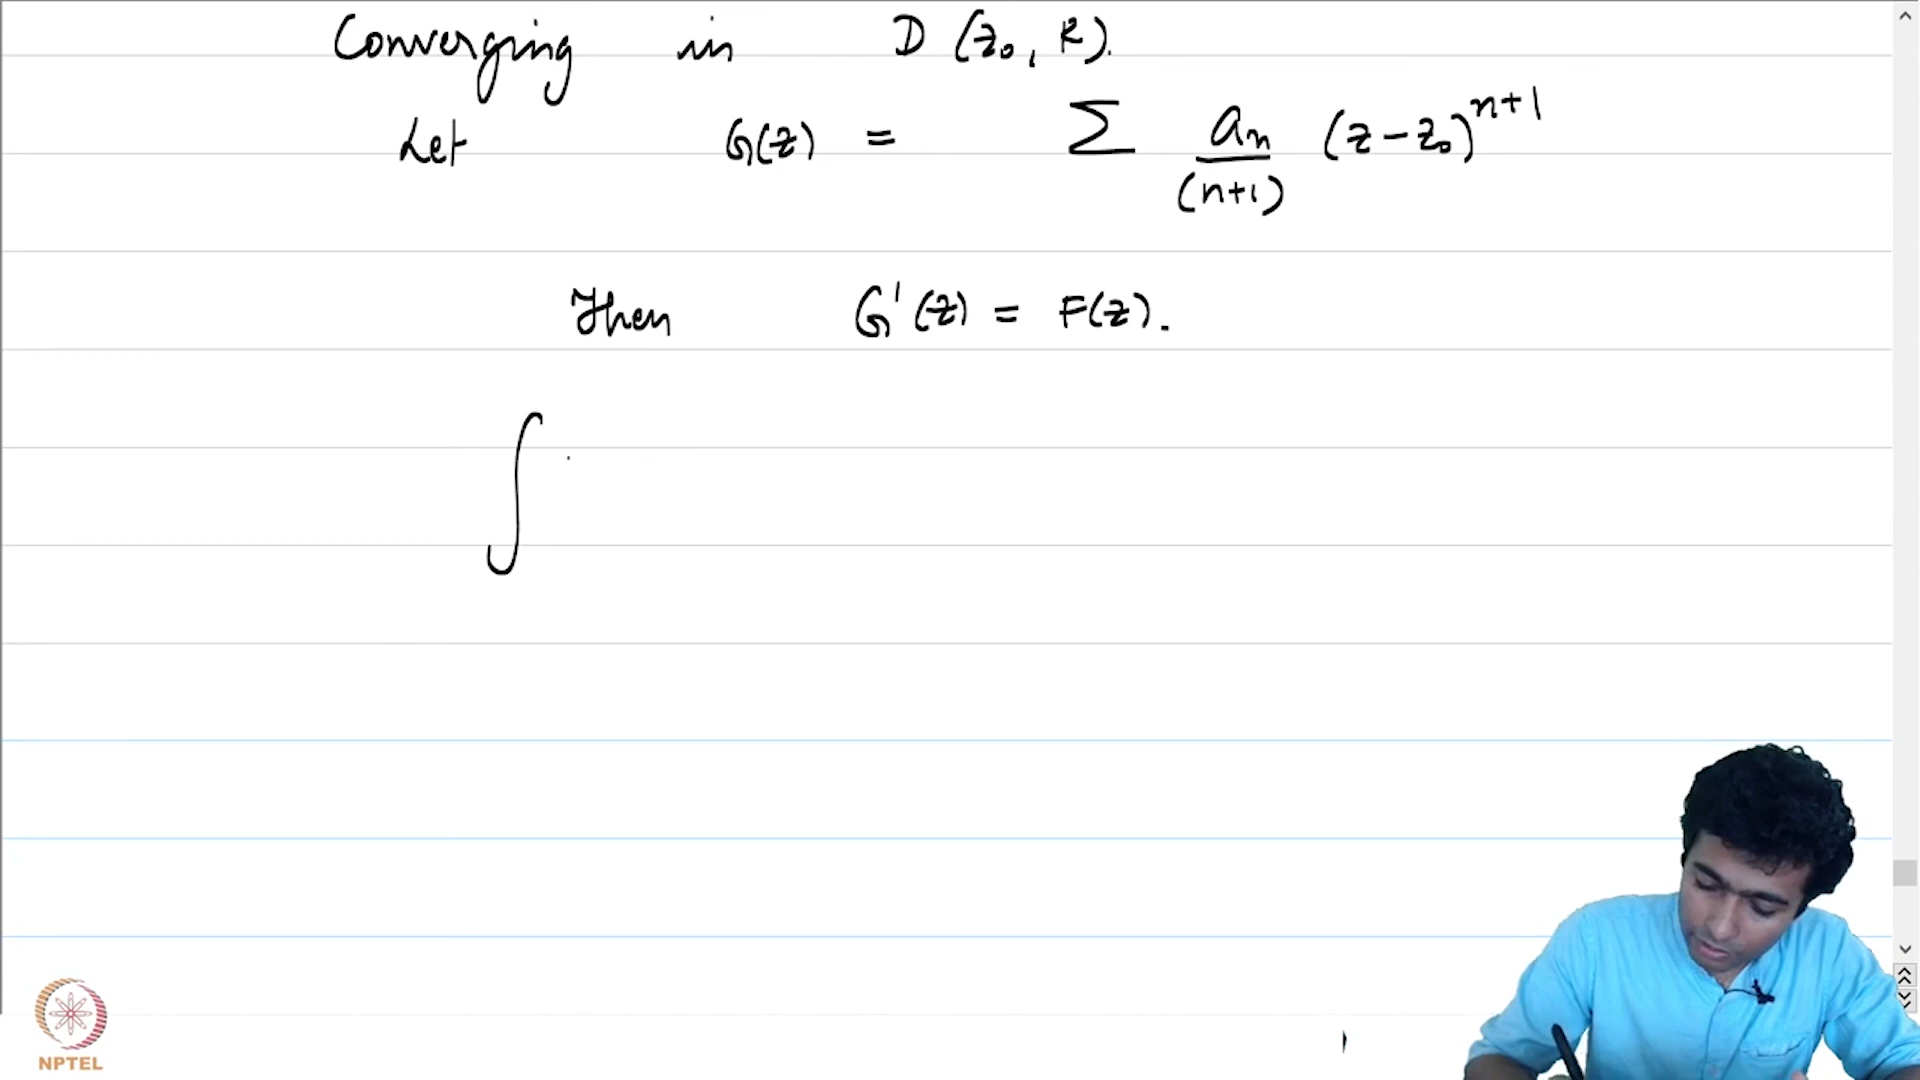 Converging in D (z₀, R).
Let G(z) = ∑ aₙ/(n+1) (z-z₀)ⁿ⁺¹
Then G'(z) = F(z).
∫
NPTEL